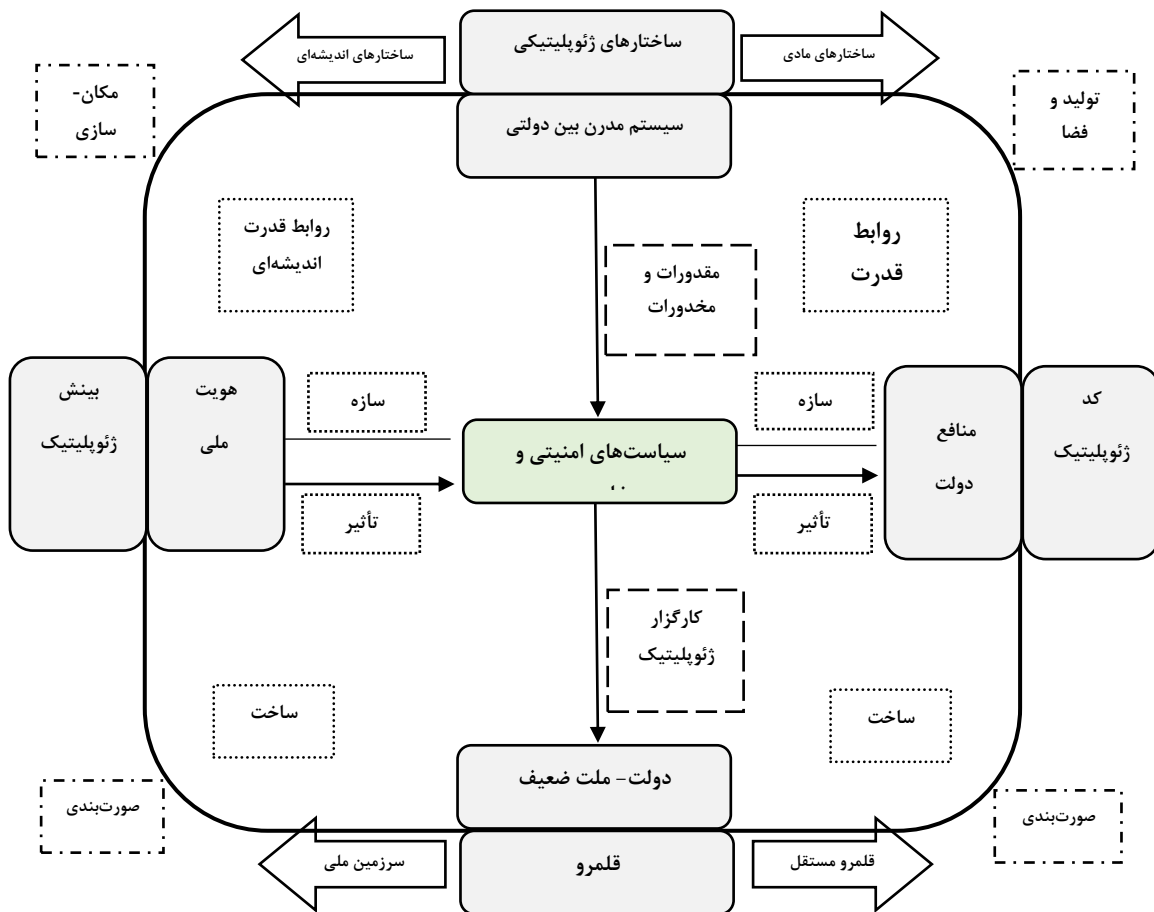 ساختارهای ژئوپلیتیکی
ساختارهای مادی
ساختارهای اندیشه‌ای
تولید و
فضا
مکان-
سازی
سیستم مدرن بین دولتی
روابط
قدرت
روابط قدرت
اندیشه‌ای
مقدورات و
مخدورات
کد
ژئوپلیتیک
منافع
دولت
سازه
تأثیر
سیاست‌های امنیتی و
سازه
تأثیر
هویت
ملی
بینش
ژئوپلیتیک
کارگزار
ژئوپلیتیک
ساخت
ساخت
دولت- ملت ضعیف
صورت‌بندی
صورت‌بندی
قلمرو مستقل
قلمرو
سرزمین ملی